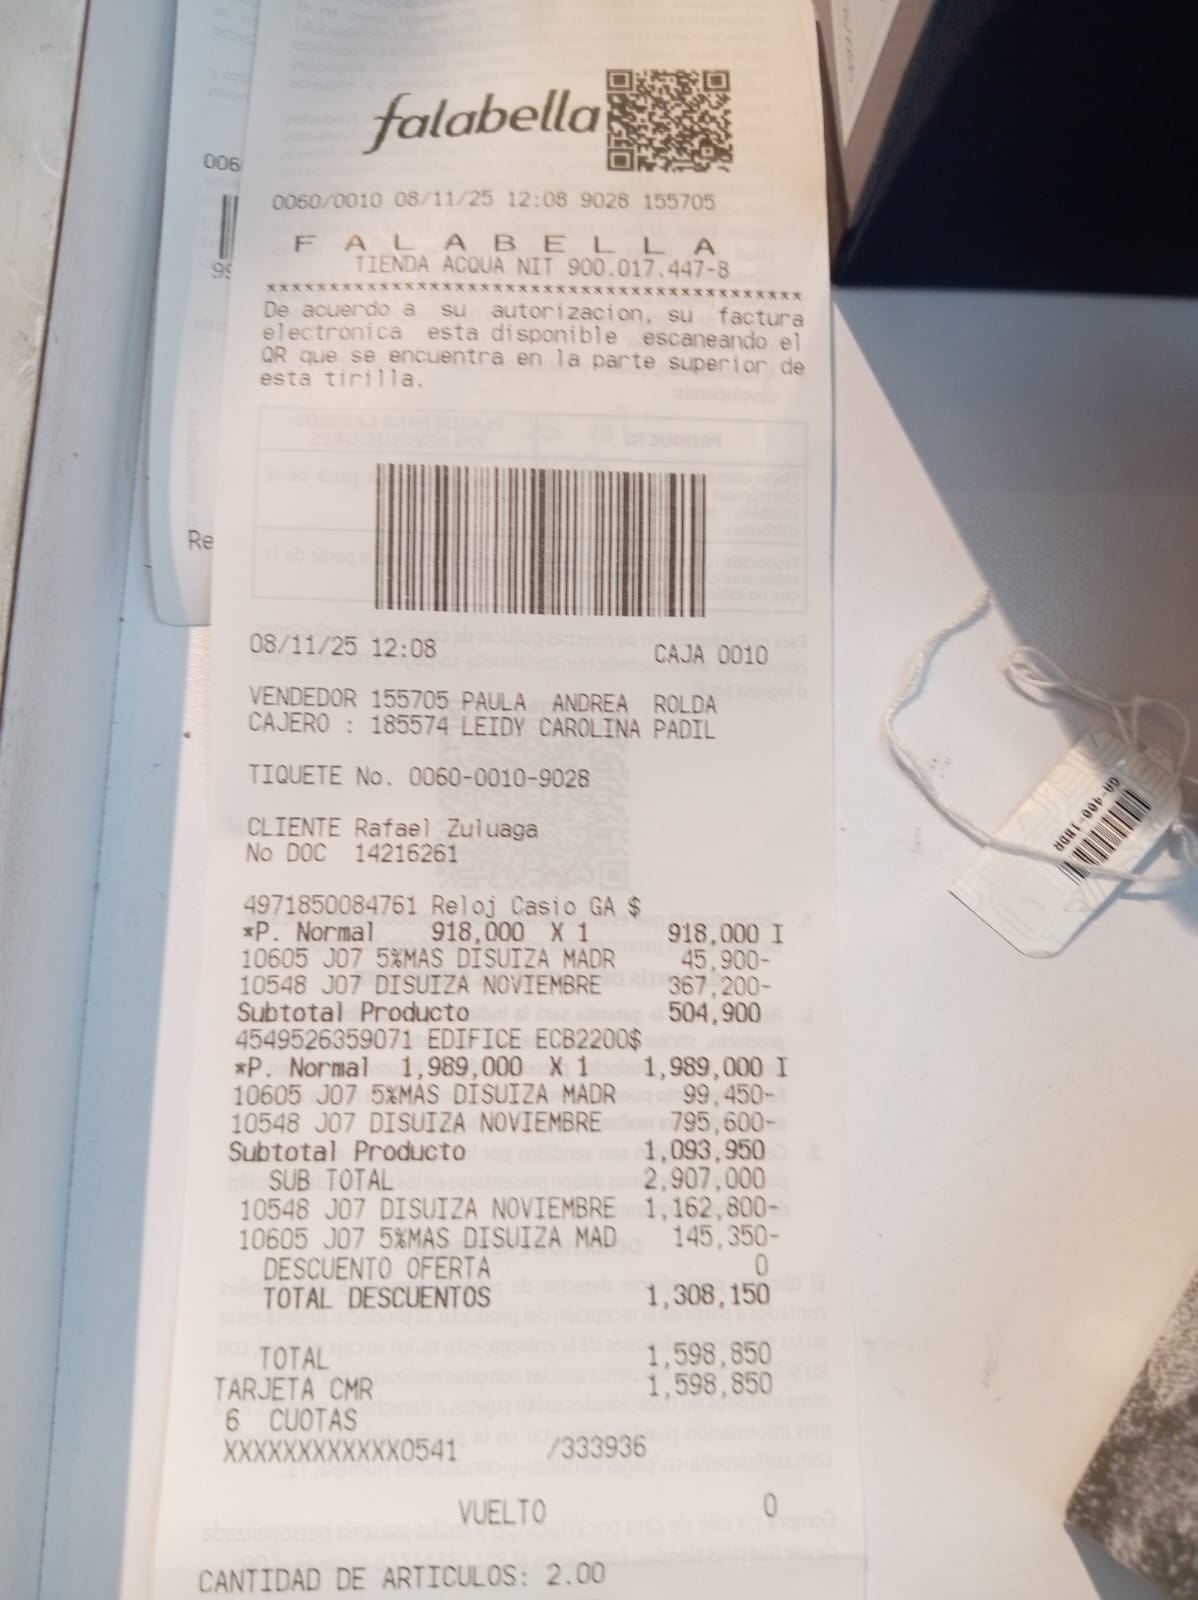 falabella
0060/0010 08/11/25 12:08 9028 155705
F A L A B E L L A
TIENDA ACQUA NIT 900.017.447-8
xxxxxxxxxxxxxxxxxxxxxxxxxxxxxxxxxxxxxxxxxx
De acuerdo a su autorizacion, su factura
electronica esta disponible escaneando el
QR que se encuentra en la parte superior de
esta tirilla.
08/11/25 12:08 CAJA 0010
VENDEDOR 155705 PAULA ANDREA ROLDA
CAJERO : 185574 LEIDY CAROLINA PADIL
TIQUETE No. 0060-0010-9028
CLIENTE Rafael Zuluaga
No DOC 14216261
4971850084761 Reloj Casio GA $
*P. Normal 918,000 X 1 918,000 I
10605 J07 5%MAS DISUIZA MADR 45,900-
10548 J07 DISUIZA NOVIEMBRE 367,200-
Subtotal Producto 504,900
4549526359071 EDIFICE ECB2200$
*P. Normal 1,989,000 X 1 1,989,000 I
10605 J07 5%MAS DISUIZA MADR 99,450-
10548 J07 DISUIZA NOVIEMBRE 795,600-
Subtotal Producto 1,093,950
SUB TOTAL 2,907,000
10548 J07 DISUIZA NOVIEMBRE 1,162,800-
10605 J07 5%MAS DISUIZA MAD 145,350-
DESCUENTO OFERTA 0
TOTAL DESCUENTOS 1,308,150
TOTAL 1,598,850
TARJETA CMR 1,598,850
6 CUOTAS
XXXXXXXXXXXX0541 /333936
VUELTO 0
CANTIDAD DE ARTICULOS: 2.00
006
99
Re
GA-400-1BDR